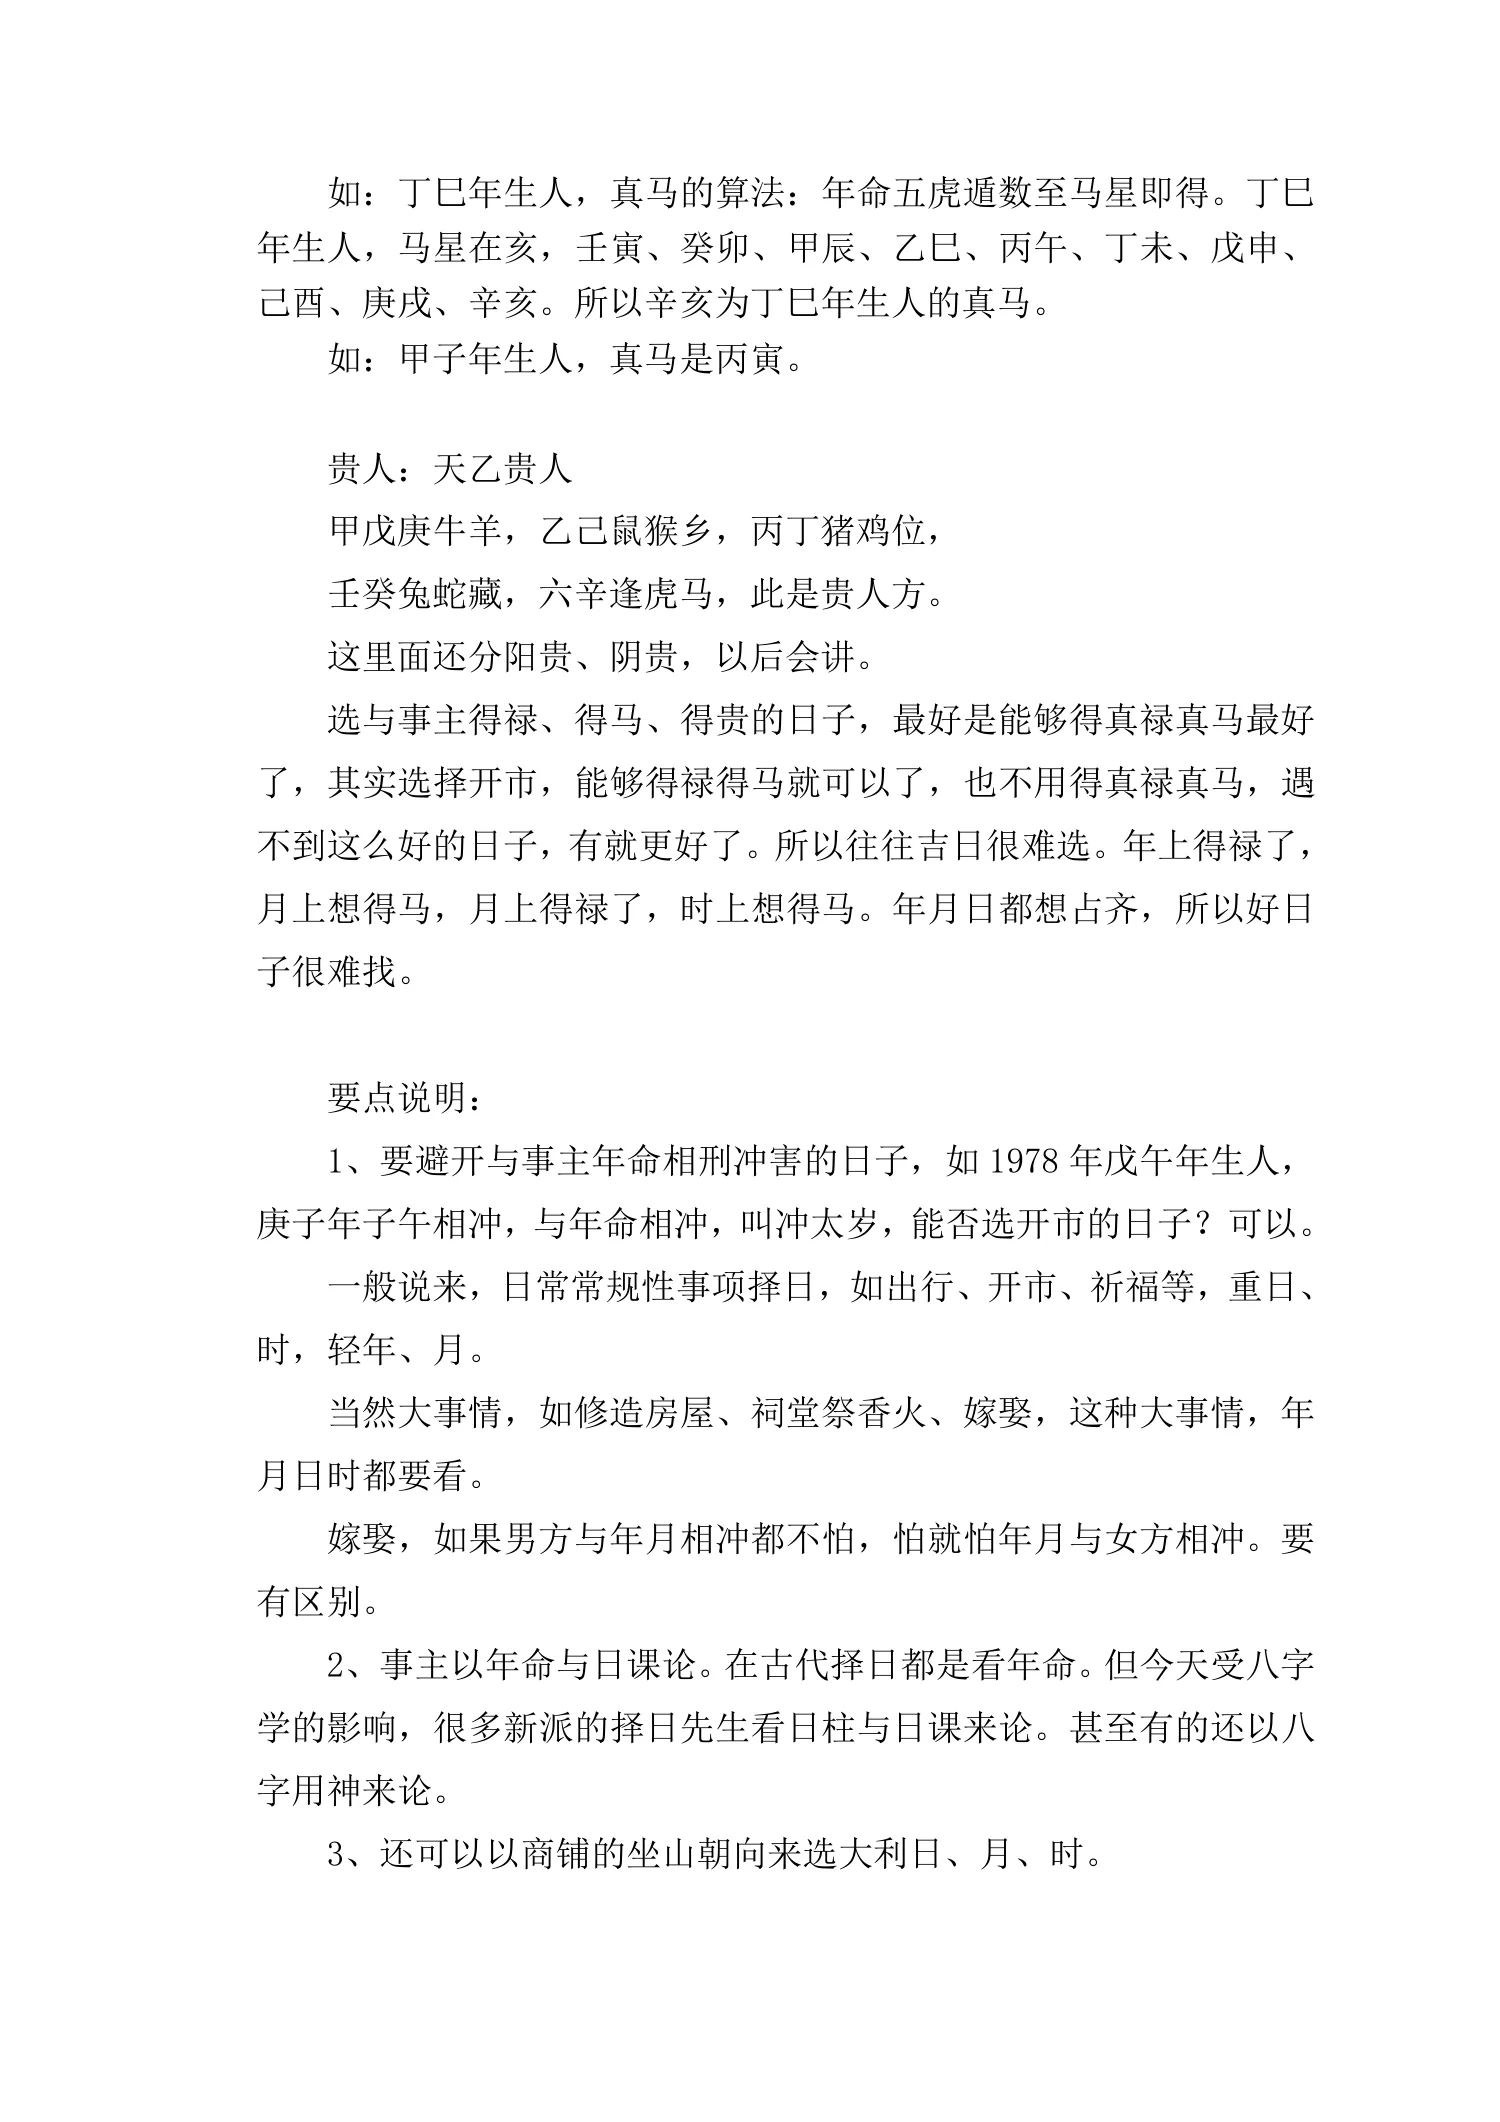 如：丁巳年生人，真马的算法：年命五虎遁数至马星即得。丁巳
年生人，马星在亥，壬寅、癸卯、甲辰、乙巳、丙午、丁未、戊申、
己酉、庚戌、辛亥。所以辛亥为丁巳年生人的真马。
如：甲子年生人，真马是丙寅。
贵人：天乙贵人
甲戊庚牛羊，乙己鼠猴乡，丙丁猪鸡位，
壬癸兔蛇藏，六辛逢虎马，此是贵人方。
这里面还分阳贵、阴贵，以后会讲。
选与事主得禄、得马、得贵的日子，最好是能够得真禄真马最好
了，其实选择开市，能够得禄得马就可以了，也不用得真禄真马，遇
不到这么好的日子，有就更好了。所以往往吉日很难选。年上得禄了，
月上想得马，月上得禄了，时上想得马。年月日都想占齐，所以好日
子很难找。
要点说明：
1、要避开与事主年命相刑冲害的日子，如 1978 年戊午年生人，
庚子年子午相冲，与年命相冲，叫冲太岁，能否选开市的日子？可以。
一般说来，日常常规性事项择日，如出行、开市、祈福等，重日、
时，轻年、月。
当然大事情，如修造房屋、祠堂祭香火、嫁娶，这种大事情，年
月日时都要看。
嫁娶，如果男方与年月相冲都不怕，怕就怕年月与女方相冲。要
有区别。
2、事主以年命与日课论。在古代择日都是看年命。但今天受八字
学的影响，很多新派的择日先生看日柱与日课来论。甚至有的还以八
字用神来论。
3、还可以以商铺的坐山朝向来选大利日、月、时。